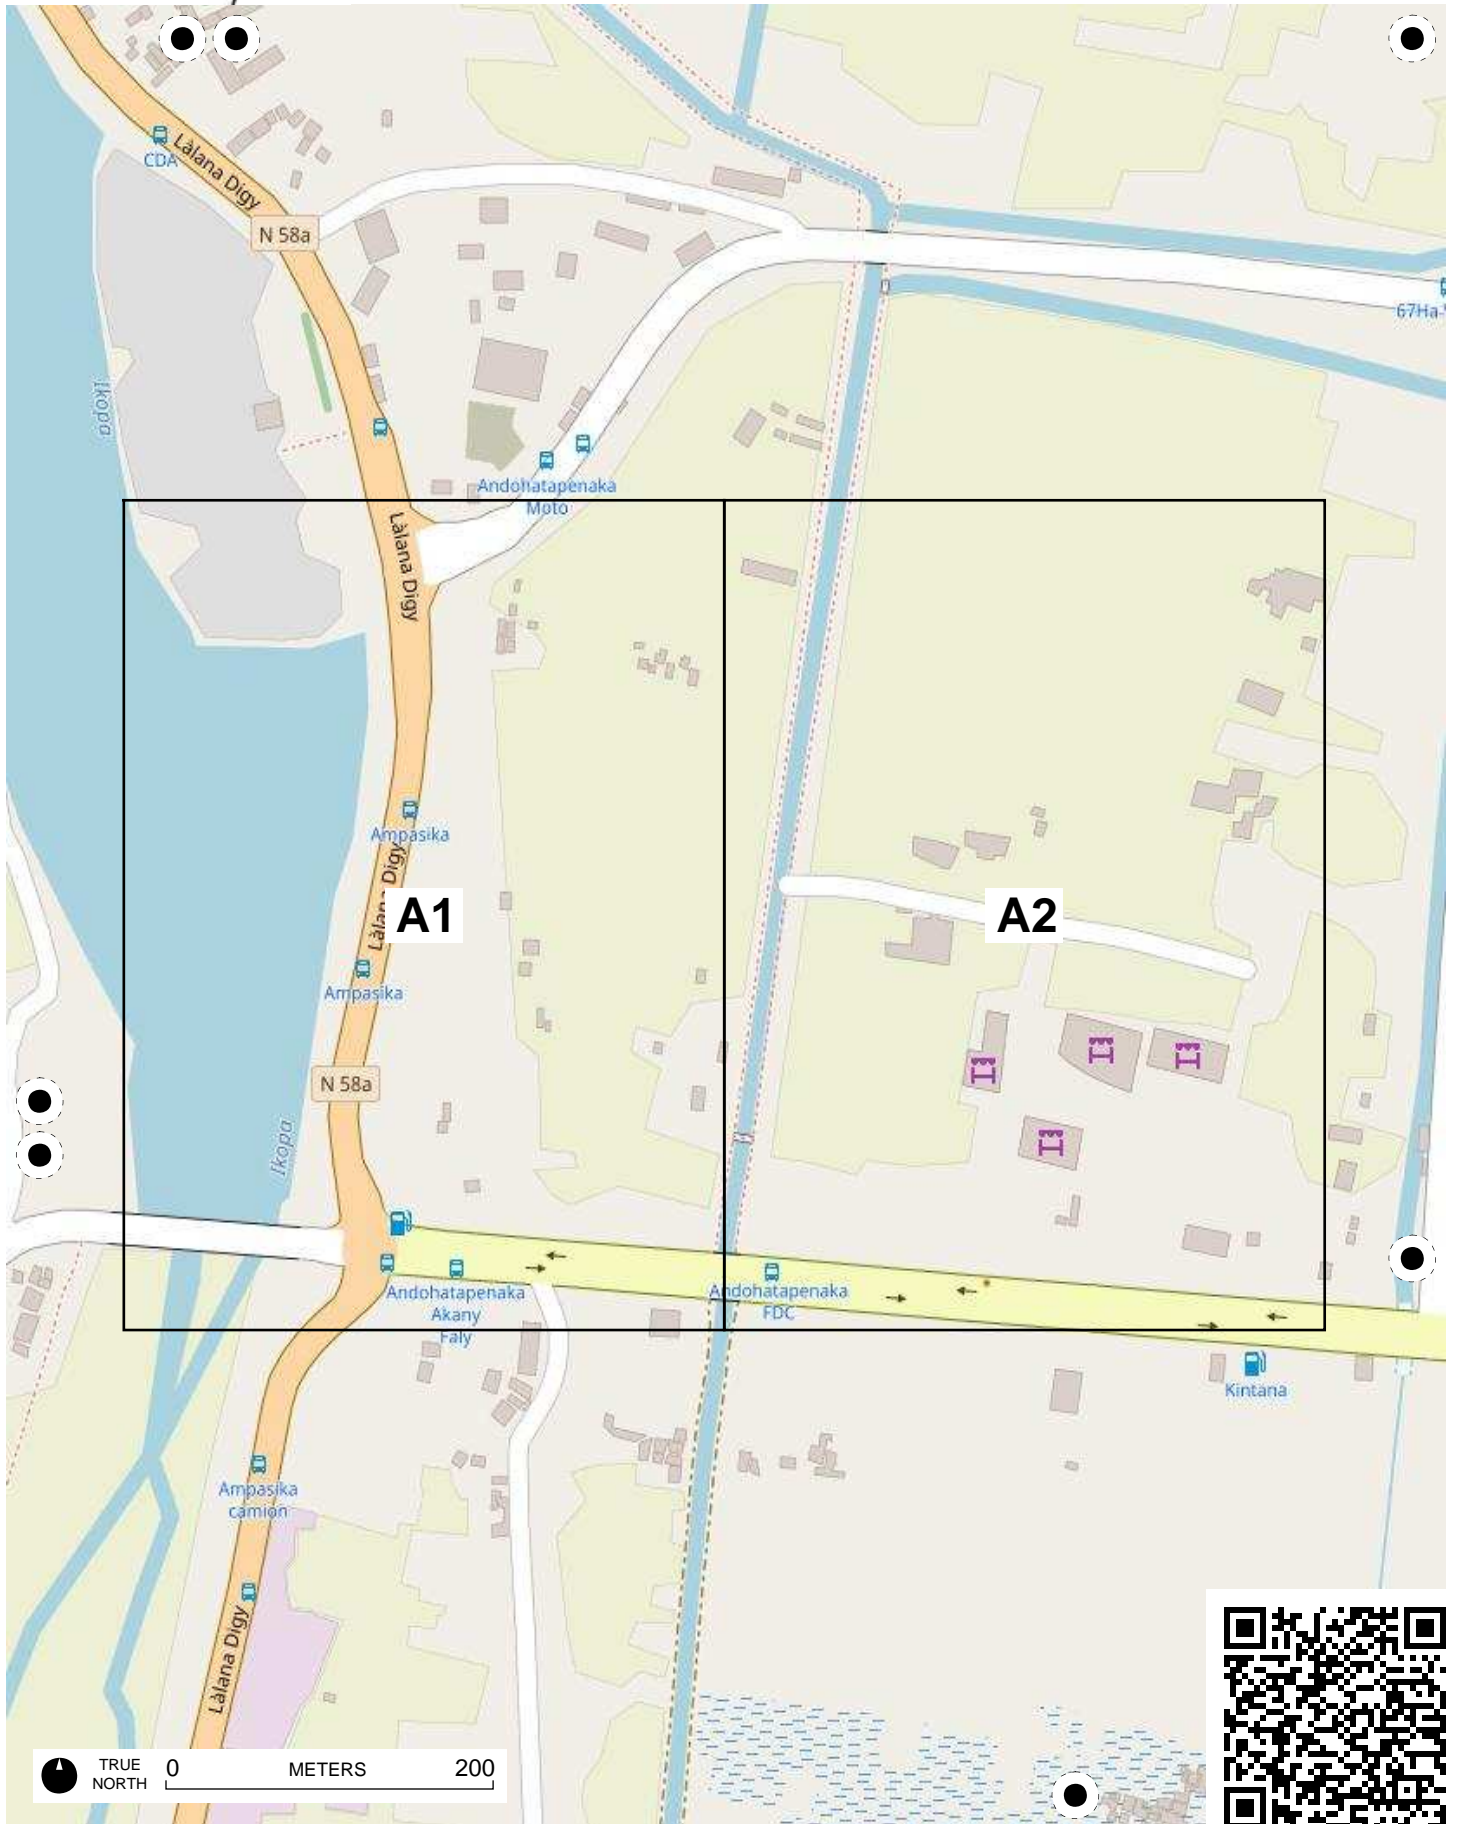 CDA
Làlana Digy
N 58a
67Ha-
Ikopa
Andohatapenaka
Moto
Làlana Digy
Ampasika
Làlana Digy
A1
A2
Ampasika
N 58a
Ikopa
Andohatapenaka
Akany
Faly
Andohatapenaka
FDC
Kintana
Ampasika
camion
Làlana Digy
TRUE
NORTH
0
METERS
200